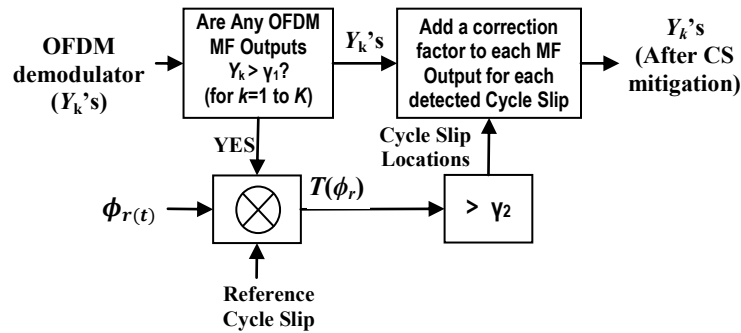 OFDM
demodulator
(Yk’s)
Are Any OFDM
MF Outputs
Yk > γ1?
(for k=1 to K)
Yk’s
Add a correction
factor to each MF
Output for each
detected Cycle Slip
Yk’s
(After CS
mitigation)
YES
Cycle Slip
Locations
ϕr(t)
T(ϕr)
> γ2
Reference
Cycle Slip